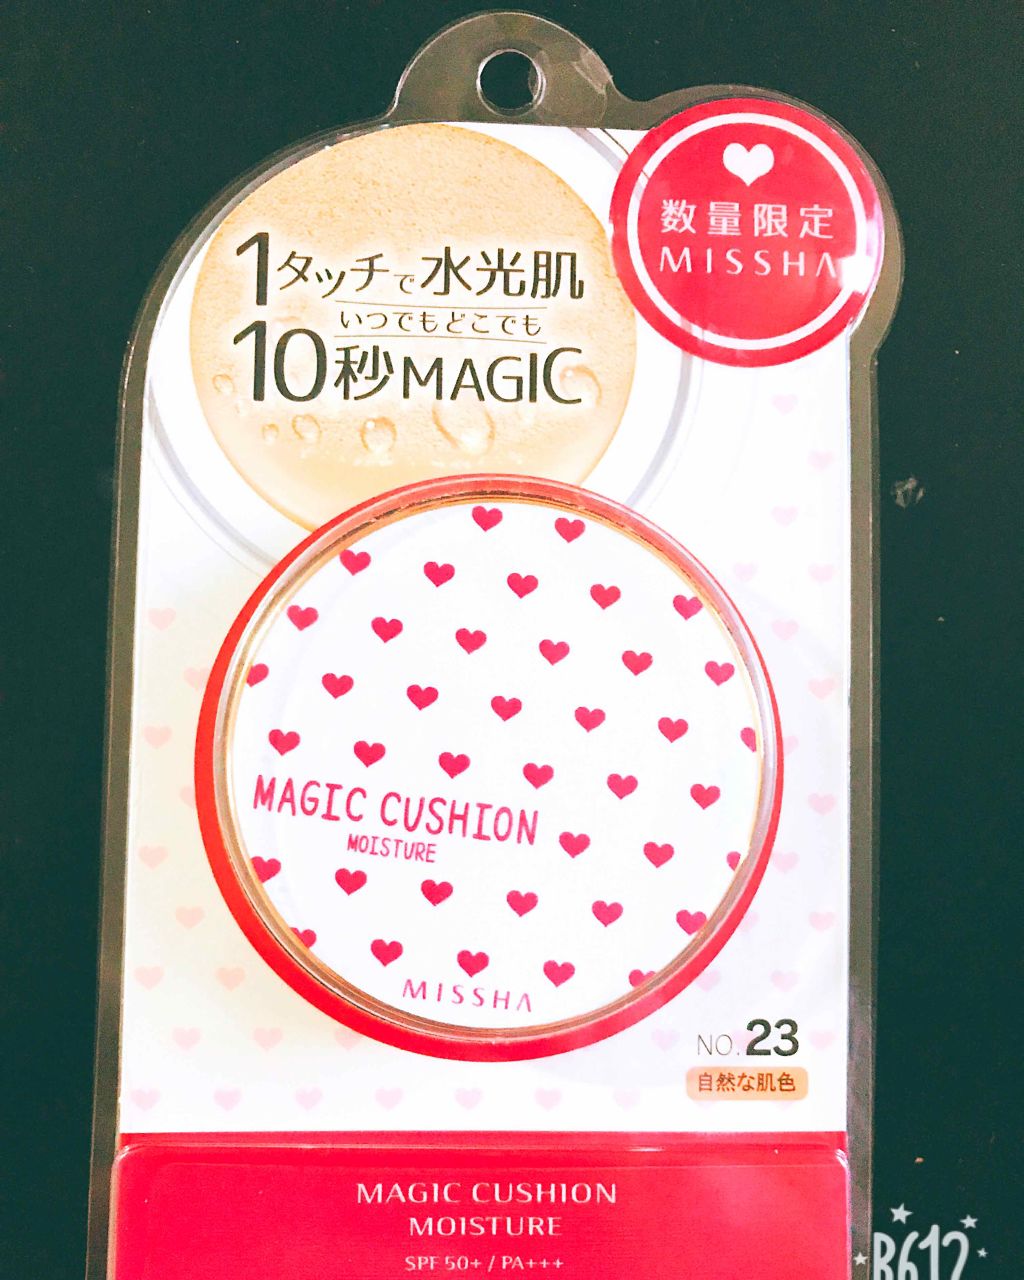 数量限定
MISSHA
1タッチで水光肌
いつでもどこでも
10秒MAGIC
MAGIC CUSHION
MOISTURE
MISSHA
NO.23
自然な肌色
MAGIC CUSHION
MOISTURE
SPF 50+ / PA+++
B612